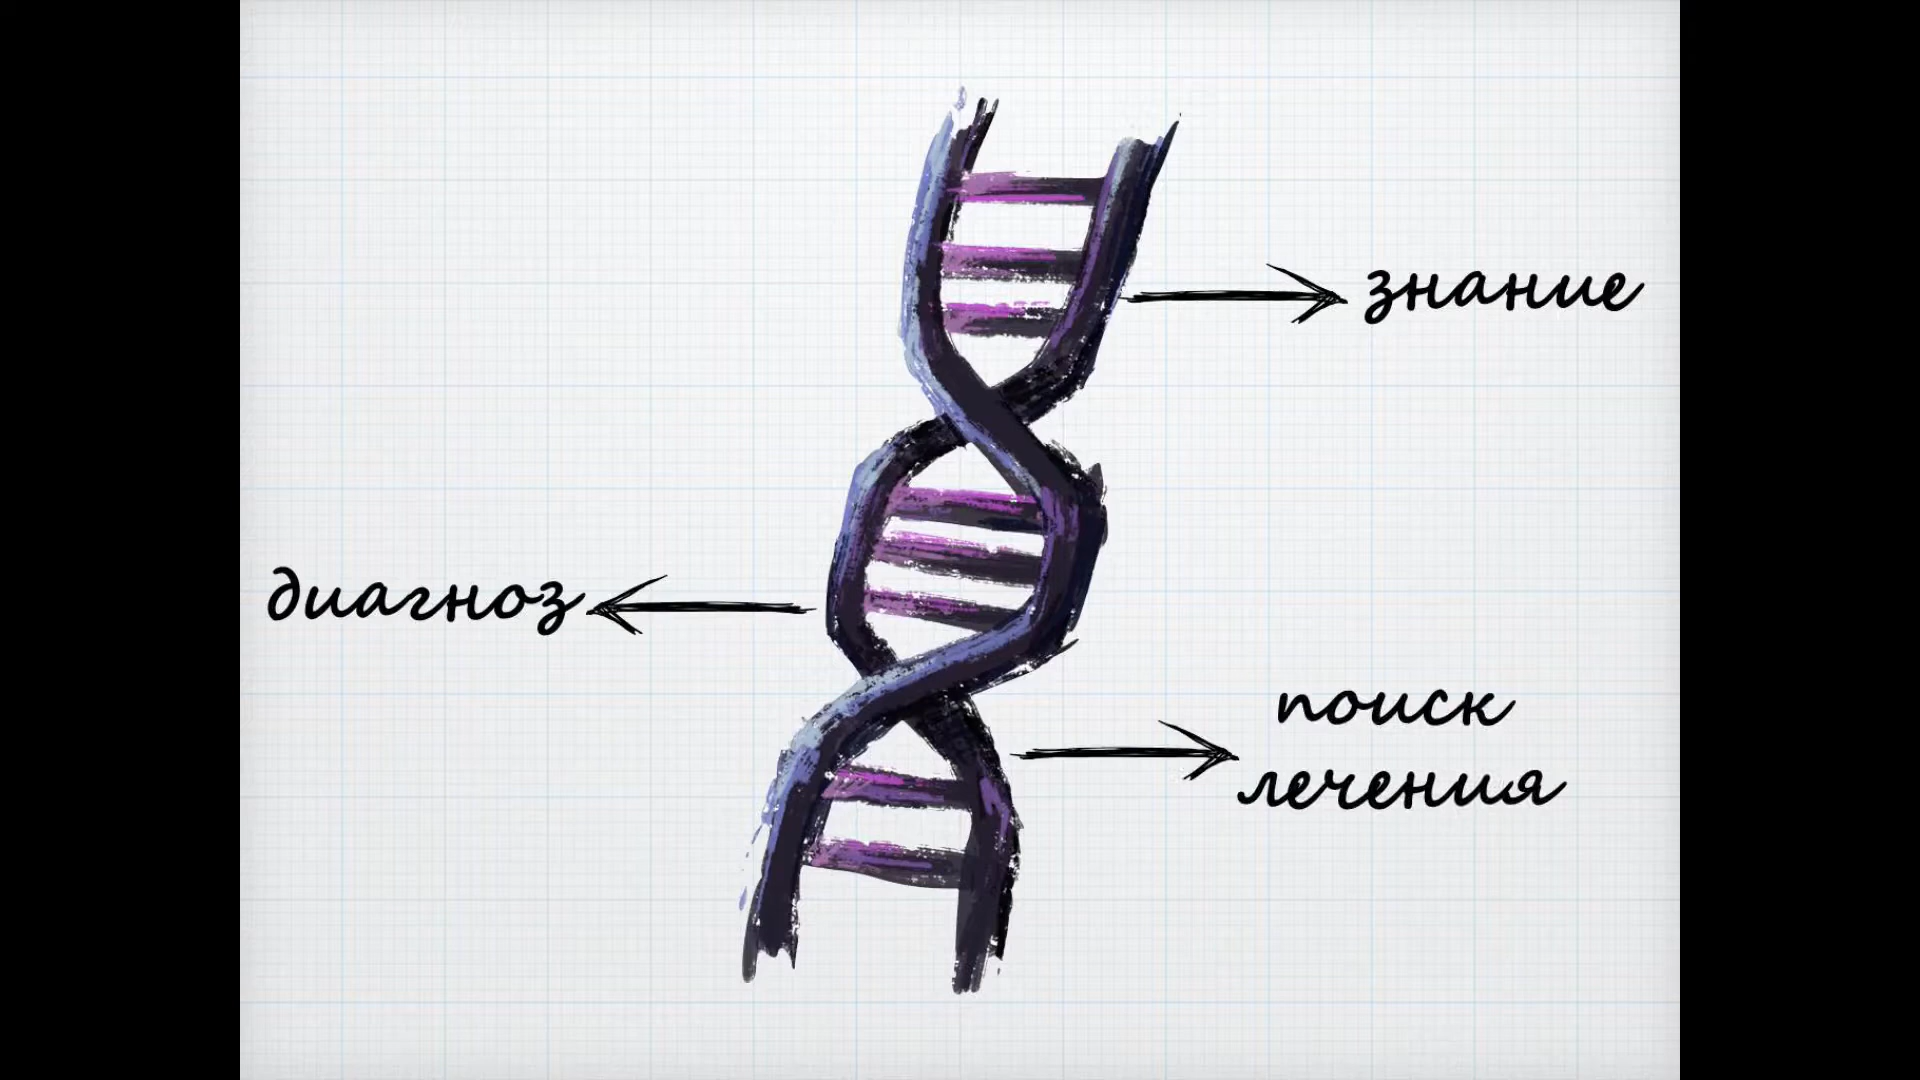 знание
диагноз
поиск
лечения